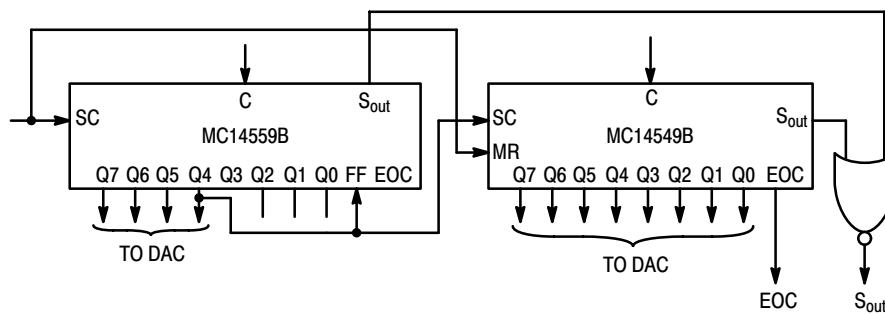 C S_out
SC
MC14559B
Q7 Q6 Q5 Q4 Q3 Q2 Q1 Q0 FF EOC
TO DAC
C
SC S_out
MC14549B
MR
Q7 Q6 Q5 Q4 Q3 Q2 Q1 Q0 EOC
TO DAC
EOC S_out